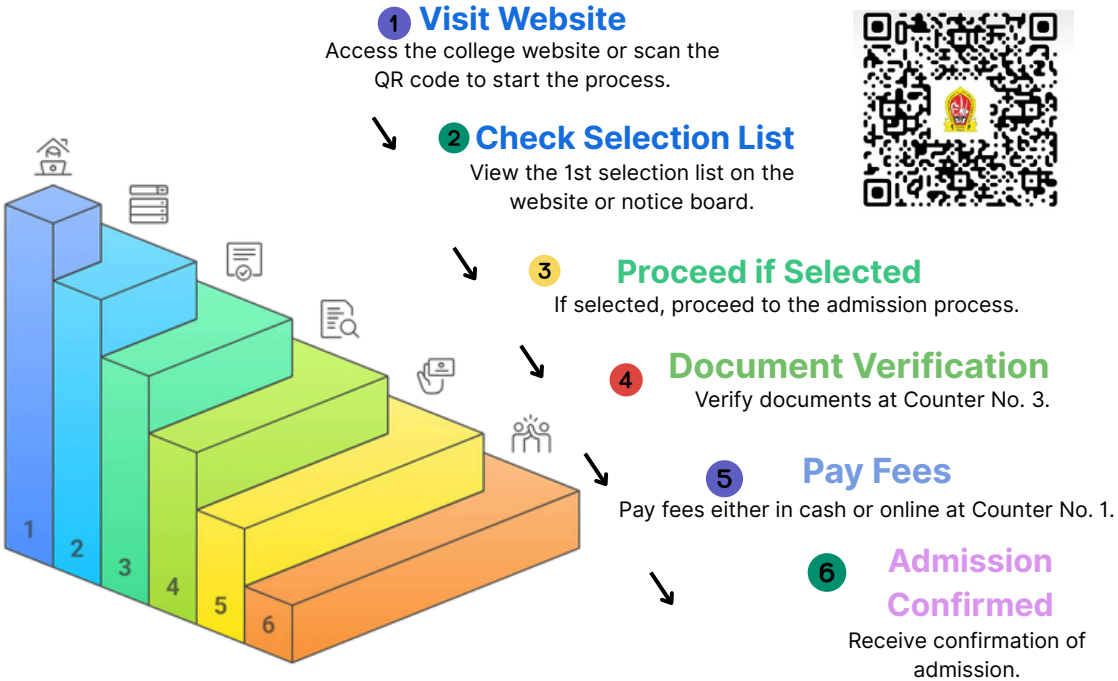 1 Visit Website
Access the college website or scan the
QR code to start the process.
2 Check Selection List
View the 1st selection list on the
website or notice board.
3 Proceed if Selected
If selected, proceed to the admission process.
4 Document Verification
Verify documents at Counter No. 3.
5 Pay Fees
Pay fees either in cash or online at Counter No. 1.
6 Admission
Confirmed
Receive confirmation of
admission.
1
2
3
4
5
6